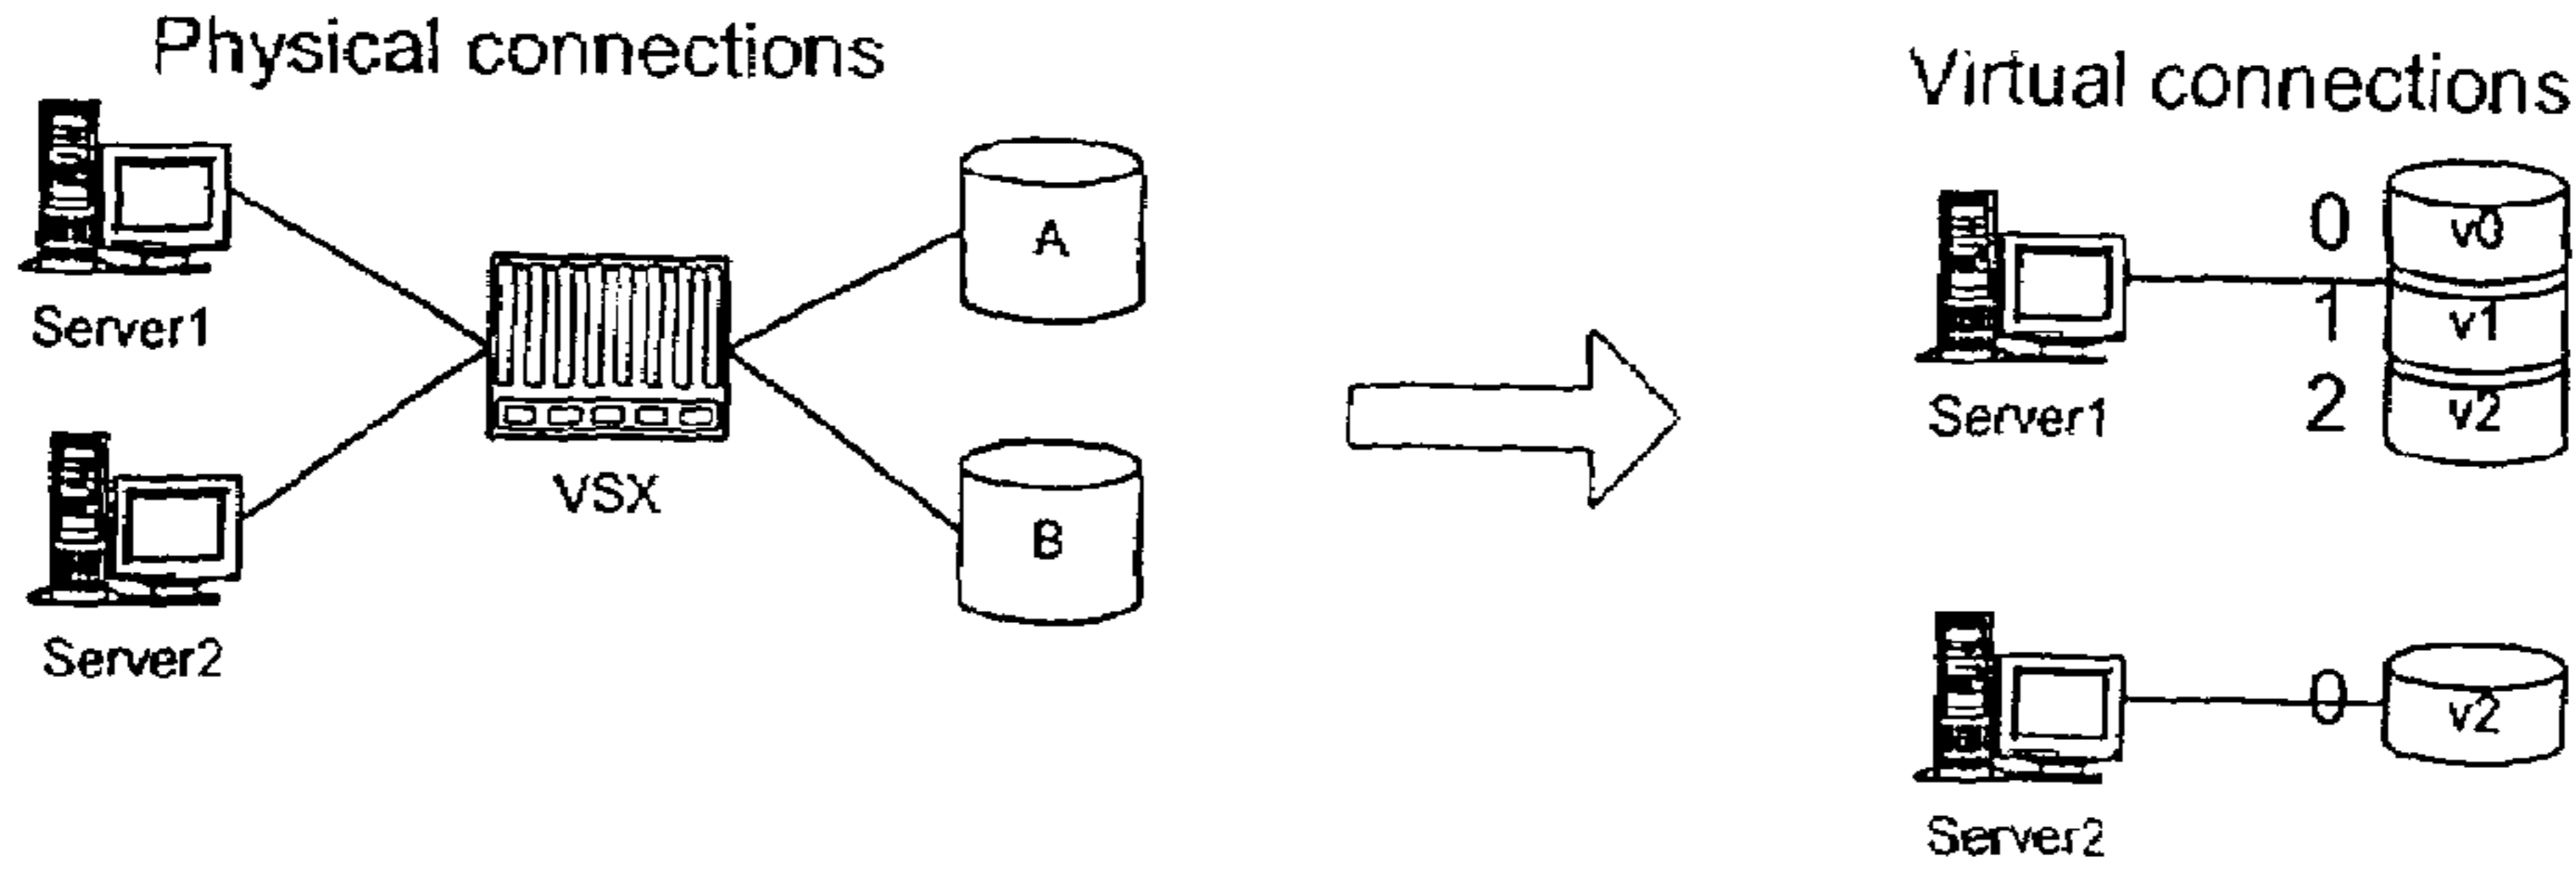 Physical connections
Server1
Server2
VSX
A
B
Virtual connections
0
v0
1
v1
2
v2
Server1
0
v2
Server2